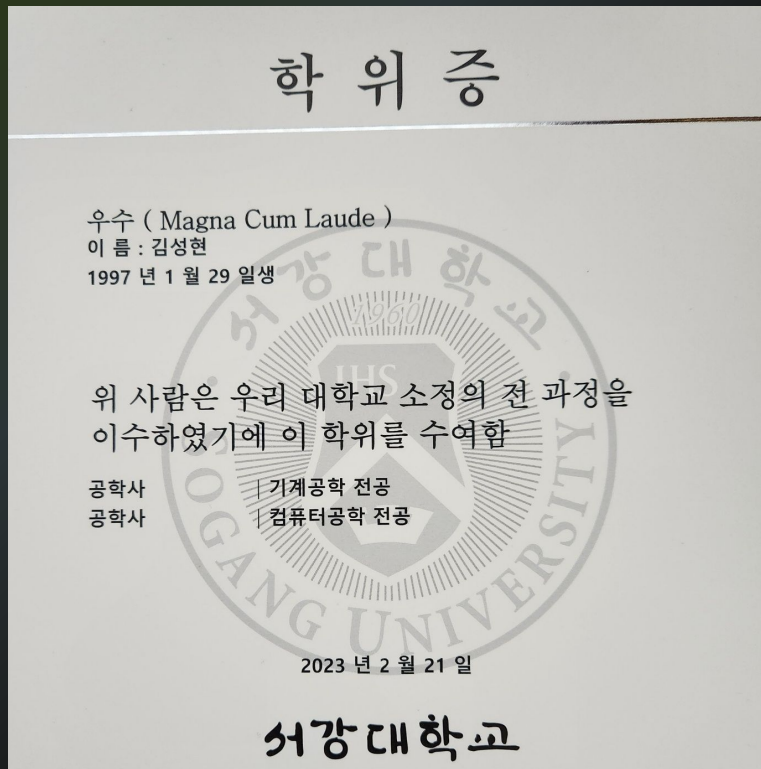 학위증
우수 ( Magna Cum Laude )
이 름 : 김성현
1997 년 1 월 29 일생
서강대학교
1960
IHS
위 사람은 우리 대학교 소정의 전 과정을
이수하였기에 이 학위를 수여함
공학사 | 기계공학 전공
공학사 | 컴퓨터공학 전공
SOGANG UNIVERSITY
2023 년 2 월 21 일
서강대학교